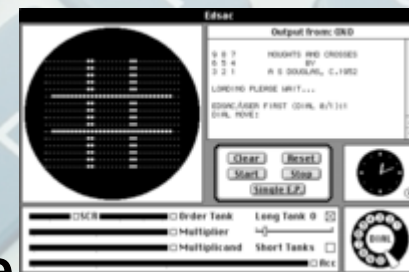 Edsac
Output from: OXO
9 8 7 NOUGHTS AND CROSSES
6 5 4 BY
3 2 1 A S DOUGLAS, C.1952
LOADING PLEASE WAIT...
EDSAC/USER FIRST (DIAL 0/1):1
DIAL MOVE:
Clear Reset
Start Stop
Single E.P.
SCR Order Tank Long Tank 0
Multiplier
Multiplicand Short Tanks
Acc
DIAL